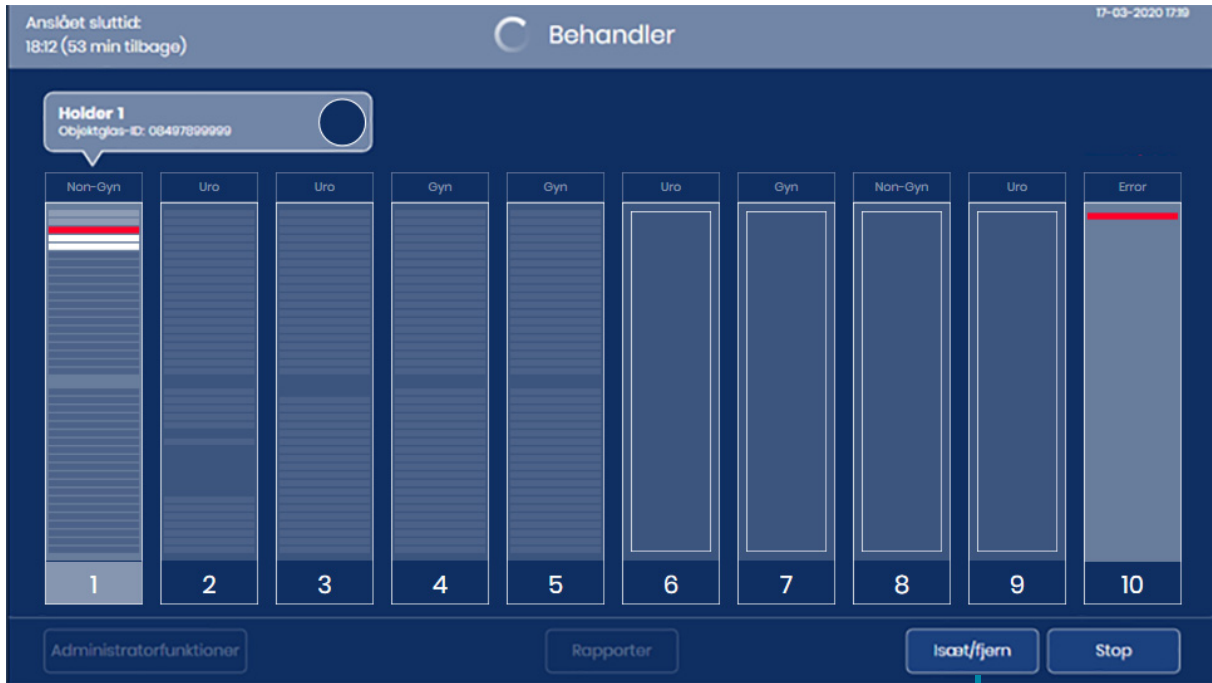 Anslået sluttid:
18:12 (53 min tilbage)
Behandler
17-03-2020 17:19
Holder 1
Objektglas-ID: 08497899999
Non-Gyn Uro Uro Gyn Gyn Uro Gyn Non-Gyn Uro Error
1 2 3 4 5 6 7 8 9 10
Administratorfunktioner Rapporter Isæt/fjern Stop